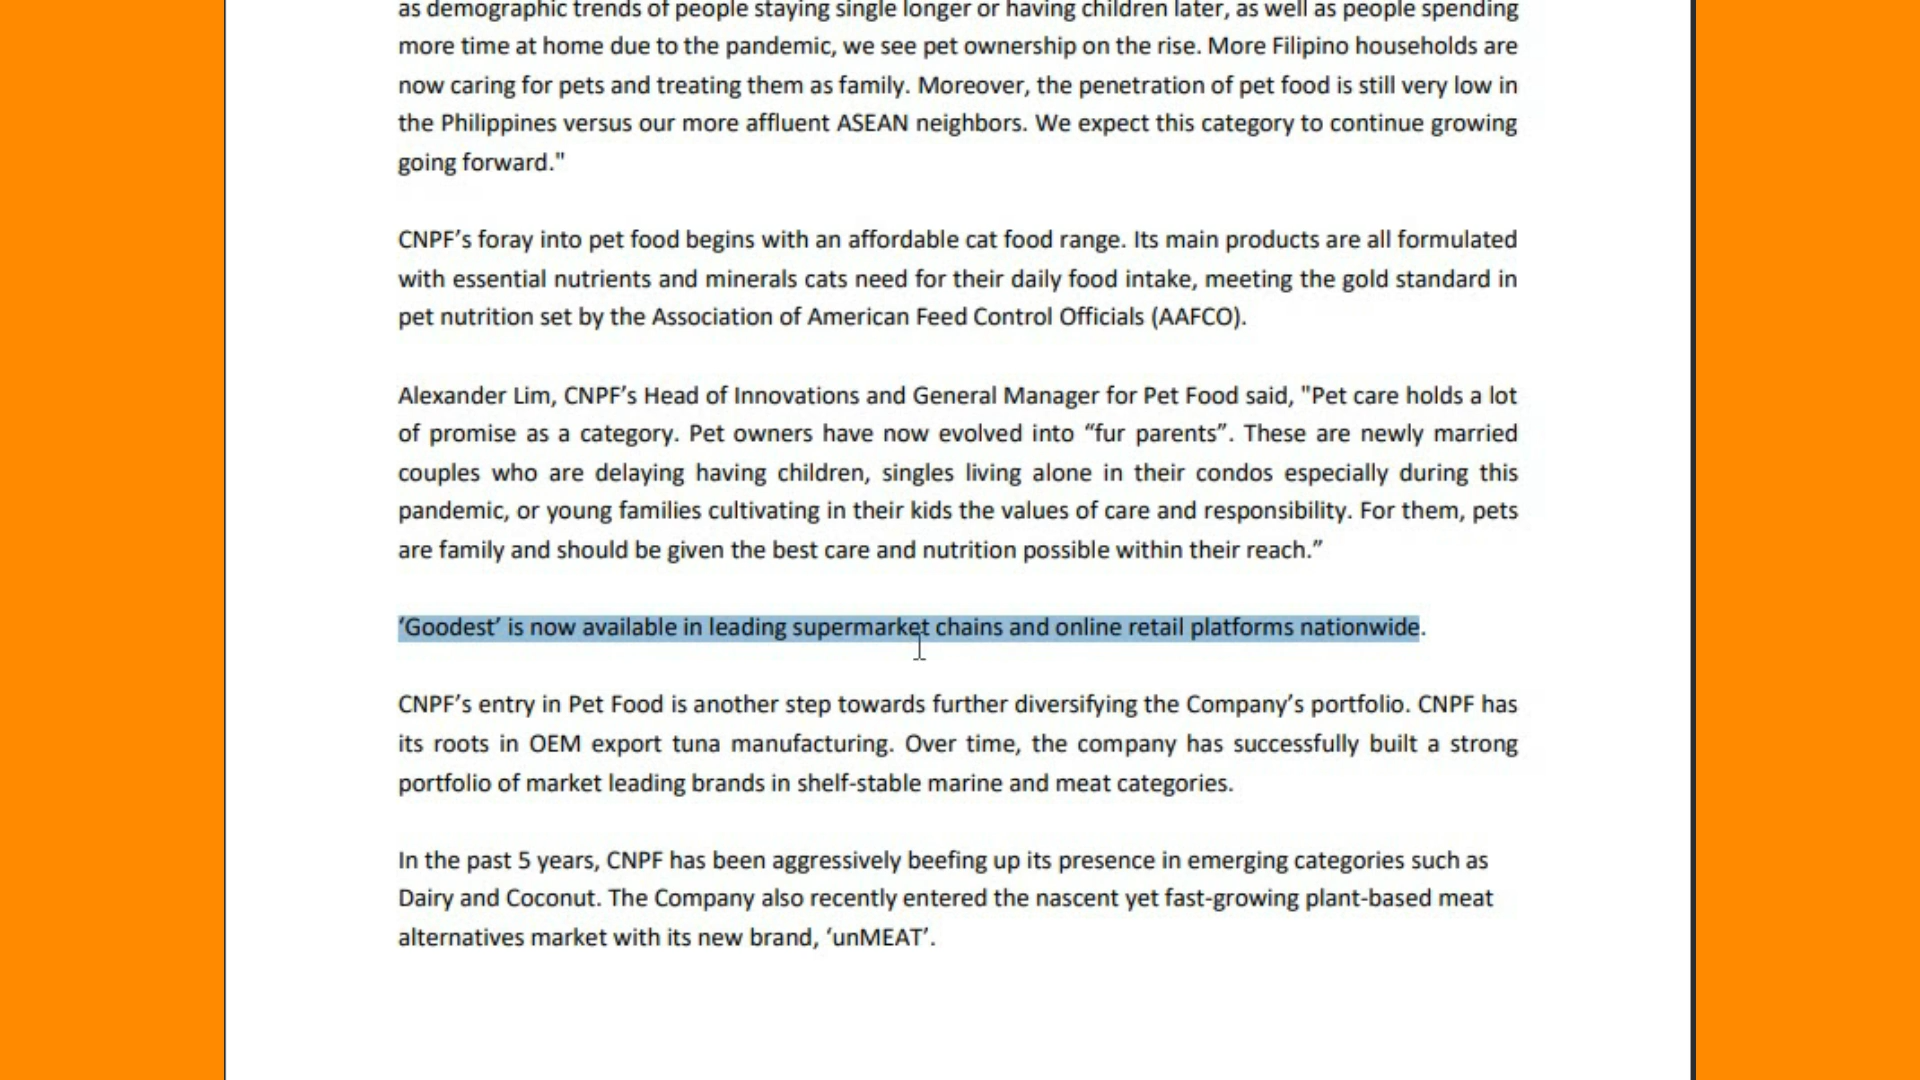 as demographic trends of people staying single longer or having children later, as well as people spending
more time at home due to the pandemic, we see pet ownership on the rise. More Filipino households are
now caring for pets and treating them as family. Moreover, the penetration of pet food is still very low in
the Philippines versus our more affluent ASEAN neighbors. We expect this category to continue growing
going forward."
CNPF’s foray into pet food begins with an affordable cat food range. Its main products are all formulated
with essential nutrients and minerals cats need for their daily food intake, meeting the gold standard in
pet nutrition set by the Association of American Feed Control Officials (AAFCO).
Alexander Lim, CNPF’s Head of Innovations and General Manager for Pet Food said, "Pet care holds a lot
of promise as a category. Pet owners have now evolved into “fur parents”. These are newly married
couples who are delaying having children, singles living alone in their condos especially during this
pandemic, or young families cultivating in their kids the values of care and responsibility. For them, pets
are family and should be given the best care and nutrition possible within their reach.”
‘Goodest’ is now available in leading supermarket chains and online retail platforms nationwide.
CNPF’s entry in Pet Food is another step towards further diversifying the Company’s portfolio. CNPF has
its roots in OEM export tuna manufacturing. Over time, the company has successfully built a strong
portfolio of market leading brands in shelf-stable marine and meat categories.
In the past 5 years, CNPF has been aggressively beefing up its presence in emerging categories such as
Dairy and Coconut. The Company also recently entered the nascent yet fast-growing plant-based meat
alternatives market with its new brand, ‘unMEAT’.